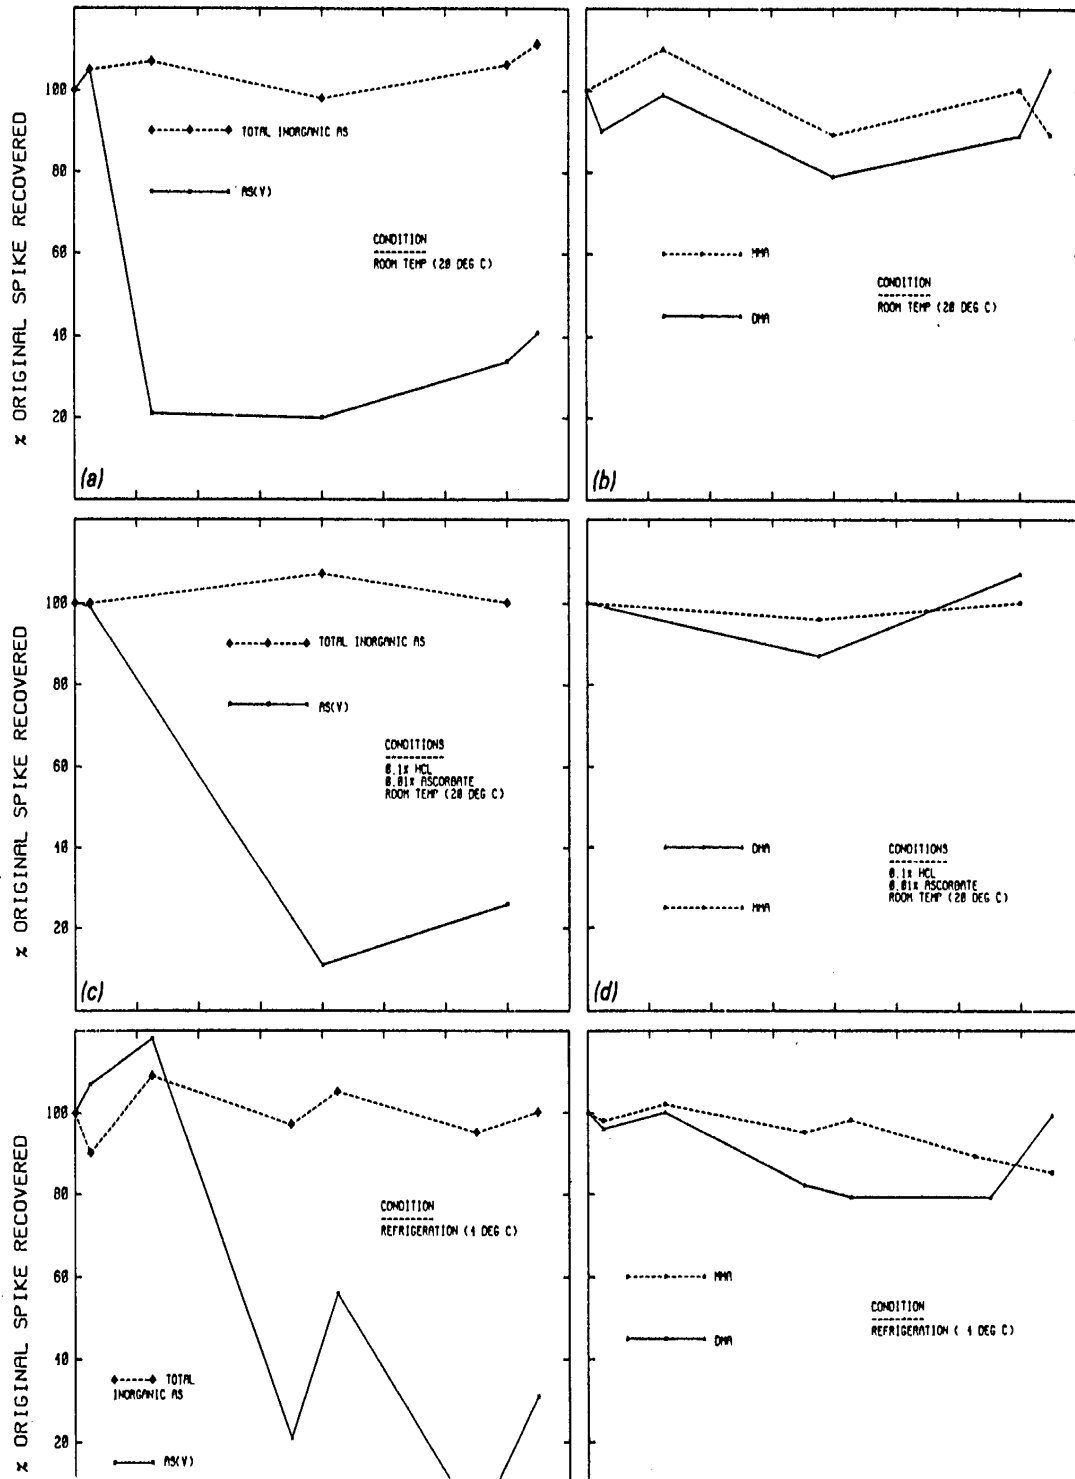 % ORIGINAL SPIKE RECOVERED
100
80
60
40
20
TOTAL INORGANIC AS
AS(V)
CONDITION
ROOM TEMP (20 DEG C)
(a)
MMA
DMA
CONDITION
ROOM TEMP (20 DEG C)
(b)
% ORIGINAL SPIKE RECOVERED
100
80
60
40
20
TOTAL INORGANIC AS
AS(V)
CONDITIONS
0.1% HCL
0.01% ASCORBATE
ROOM TEMP (20 DEG C)
(c)
DMA
MMA
CONDITIONS
0.1% HCL
0.01% ASCORBATE
ROOM TEMP (20 DEG C)
(d)
% ORIGINAL SPIKE RECOVERED
100
80
60
40
20
CONDITION
REFRIGERATION (4 DEG C)
TOTAL
INORGANIC AS
AS(V)
MMA
DMA
CONDITION
REFRIGERATION ( 4 DEG C)